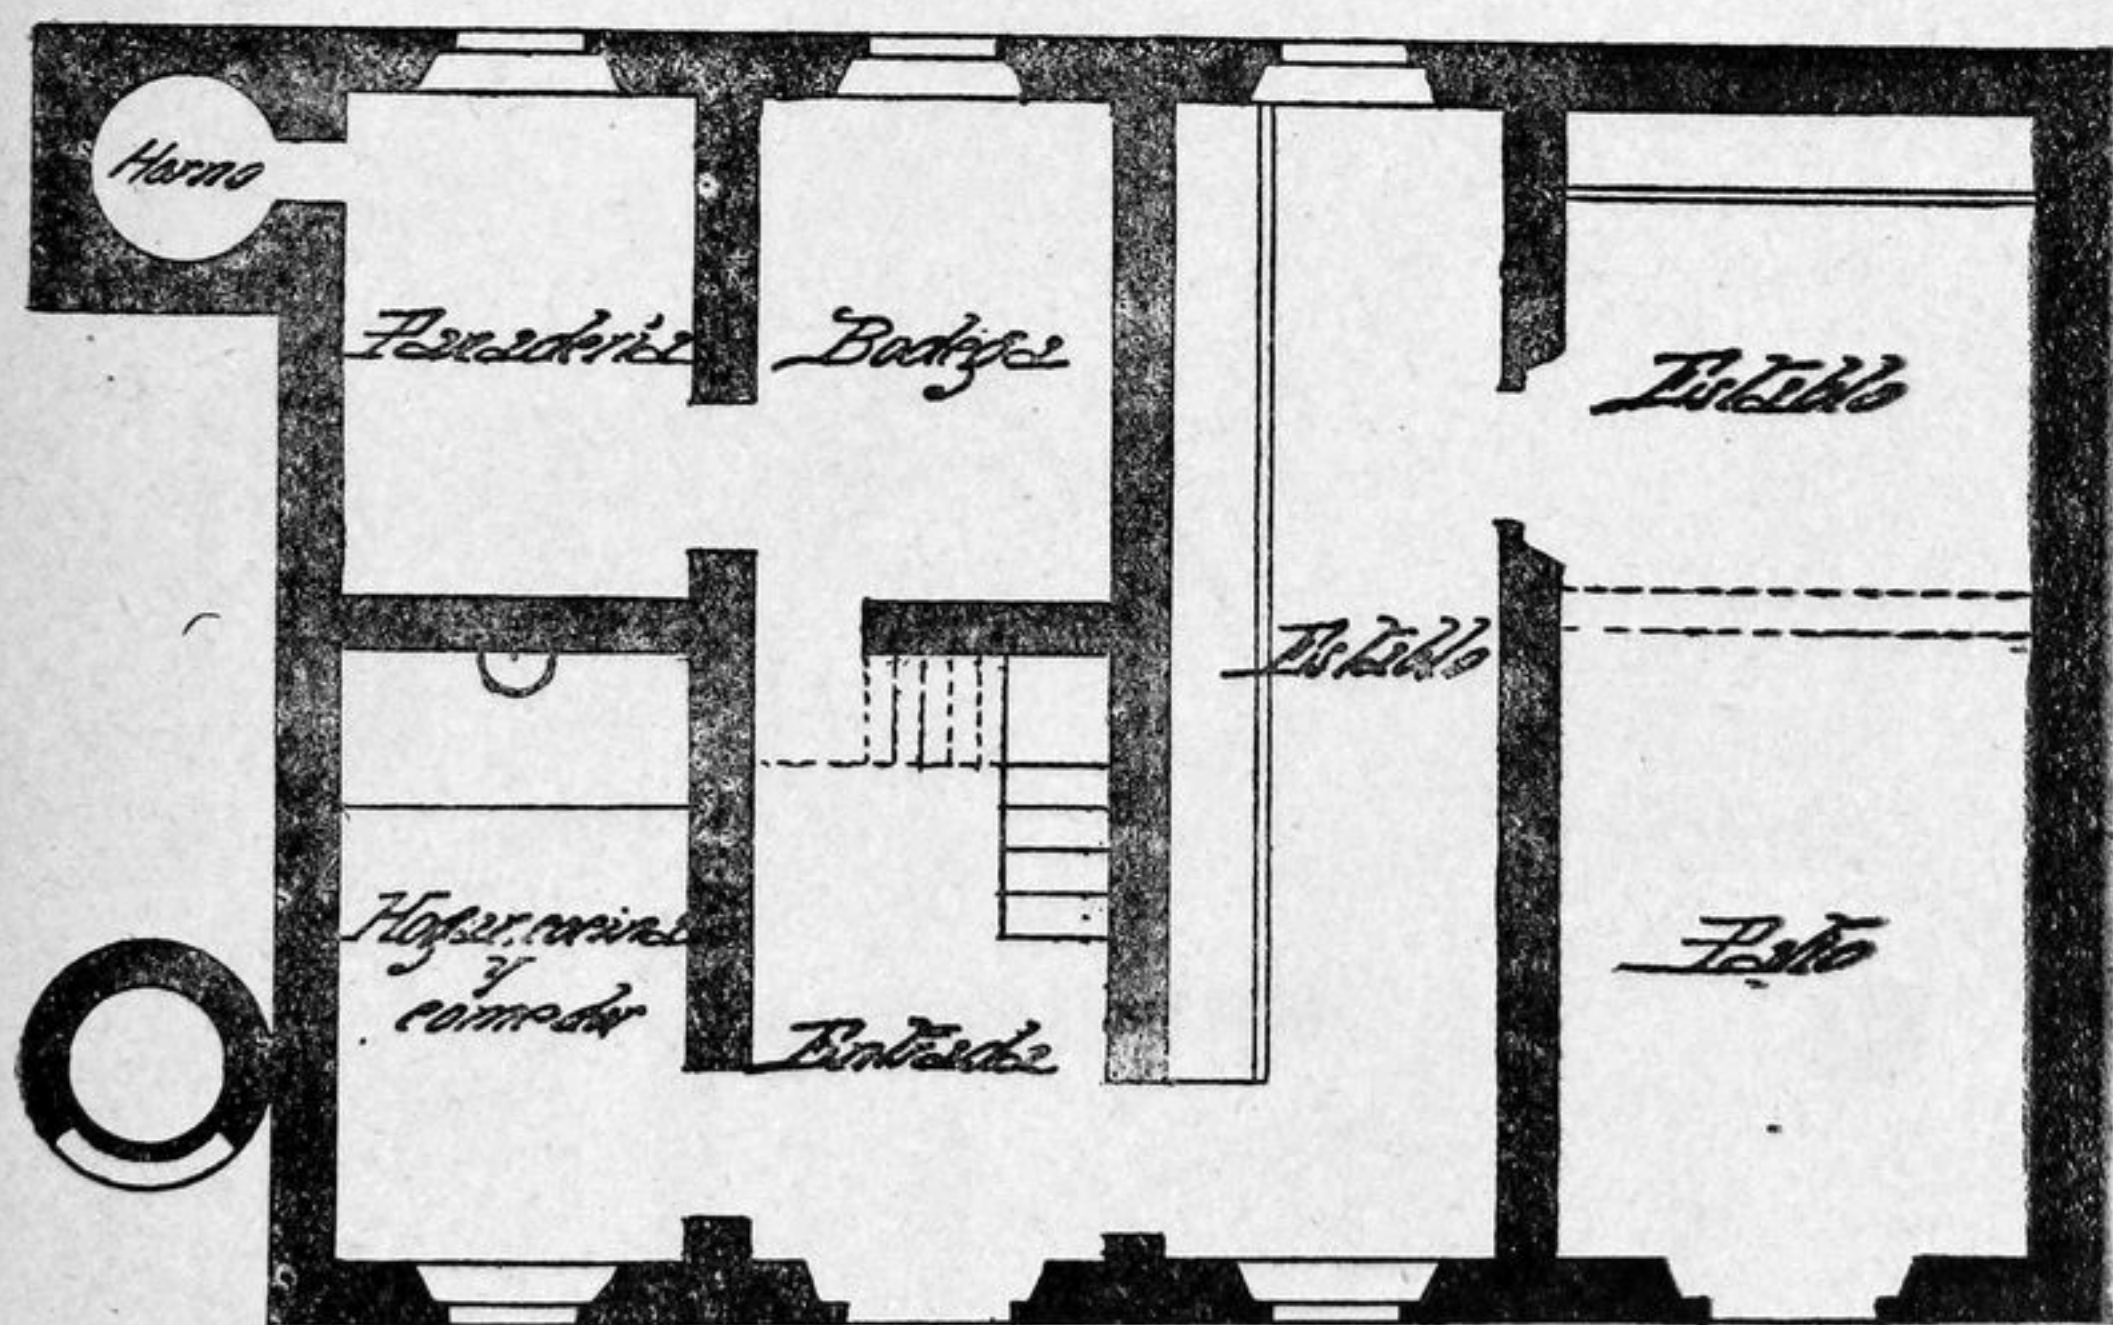 Horno
Panadería
Bodega
Establo
Establo
Hogar, cocina
y
comedor
Entrada
Patio